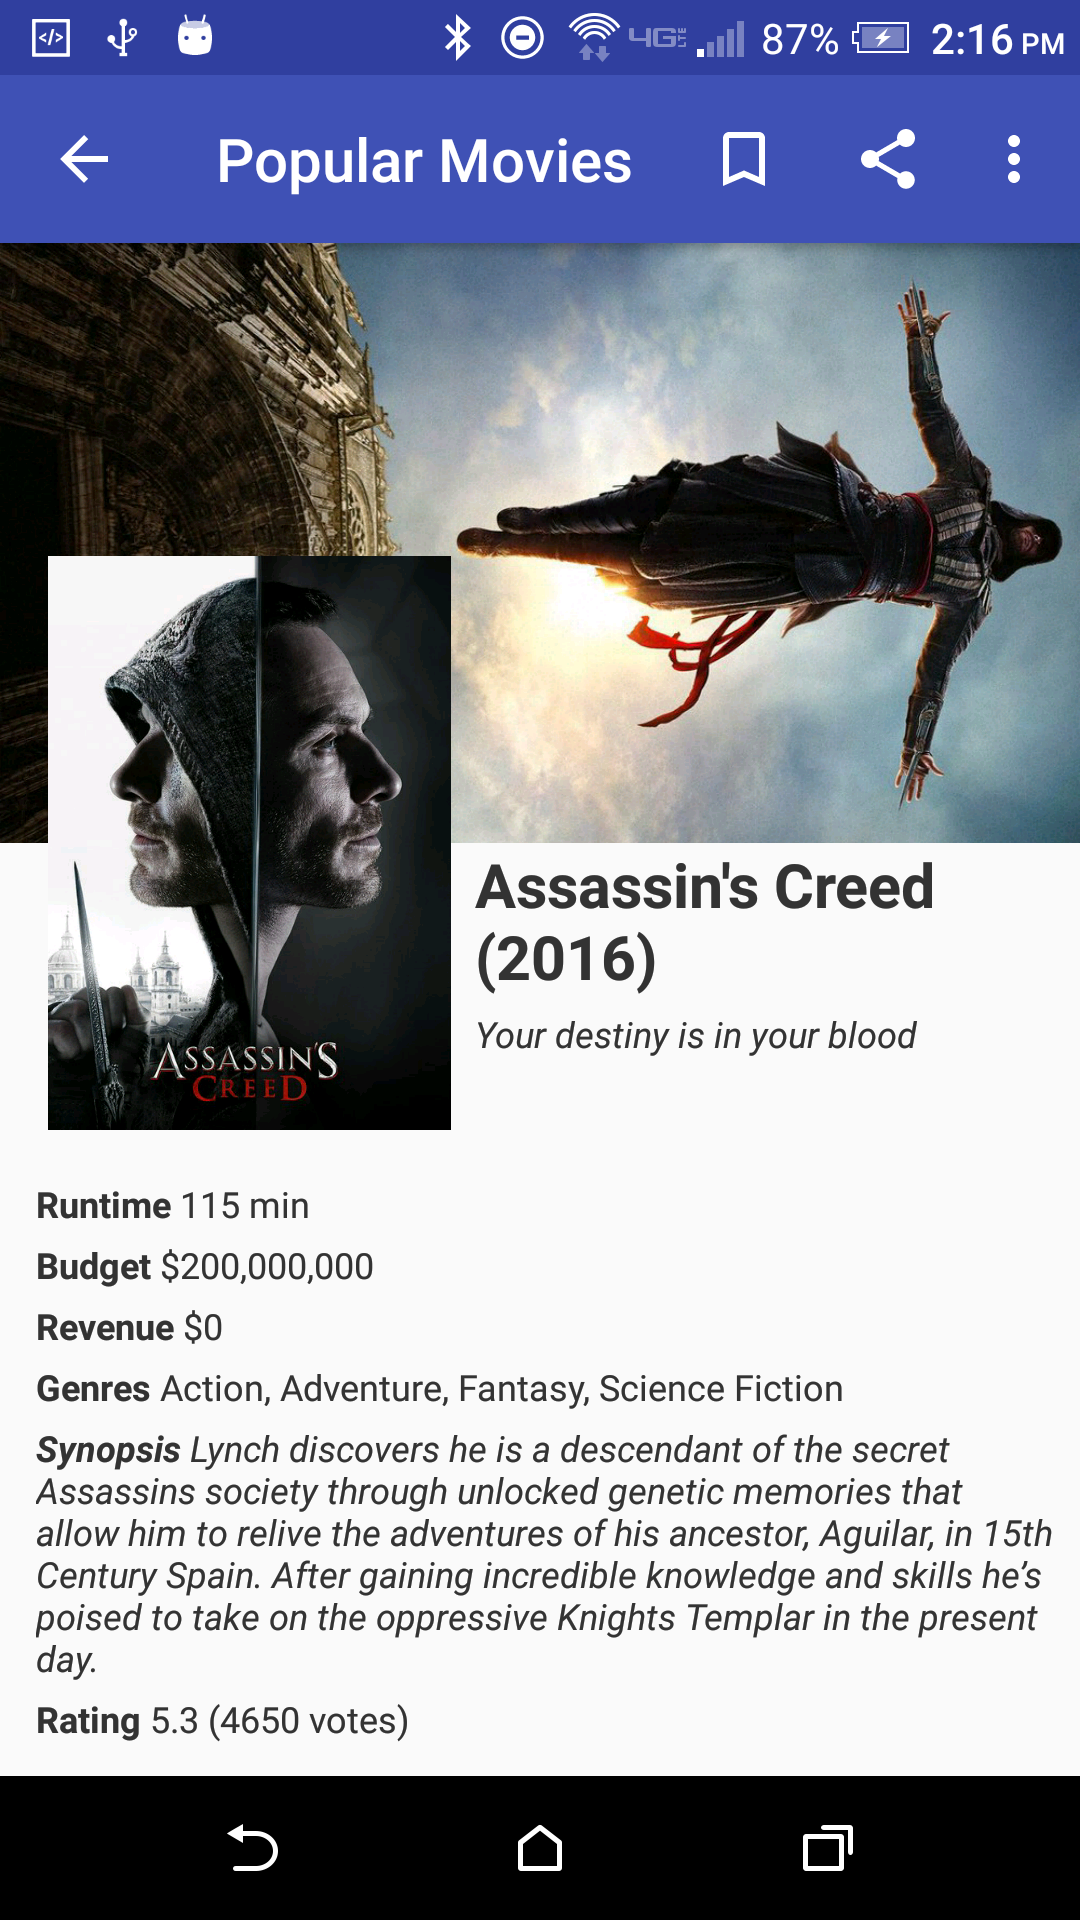 </> 4G LTE 87% 2:16 PM
Popular Movies
ASSASSIN'S
CREED
Assassin's Creed
(2016)
Your destiny is in your blood
Runtime 115 min
Budget $200,000,000
Revenue $0
Genres Action, Adventure, Fantasy, Science Fiction
Synopsis Lynch discovers he is a descendant of the secret
Assassins society through unlocked genetic memories that
allow him to relive the adventures of his ancestor, Aguilar, in 15th
Century Spain. After gaining incredible knowledge and skills he’s
poised to take on the oppressive Knights Templar in the present
day.
Rating 5.3 (4650 votes)